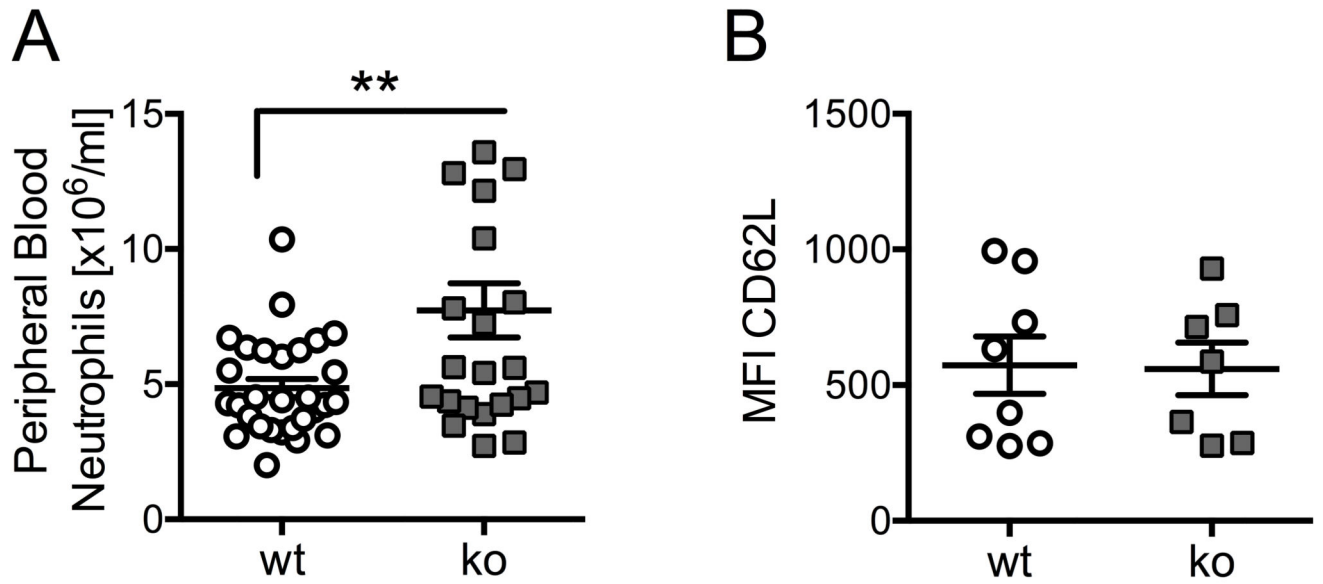 A
Peripheral Blood
Neutrophils [x10⁶/ml]
15
10
5
0
**
wt
ko
B
MFI CD62L
1500
1000
500
0
wt
ko